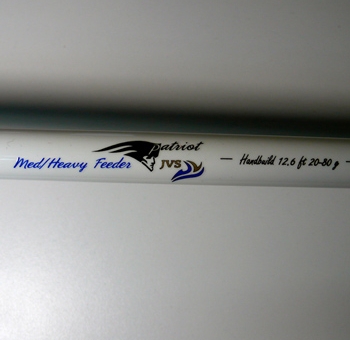 Patriot
Med/Heavy Feeder JVS — Handbuild 12,6 ft 20-80 g —